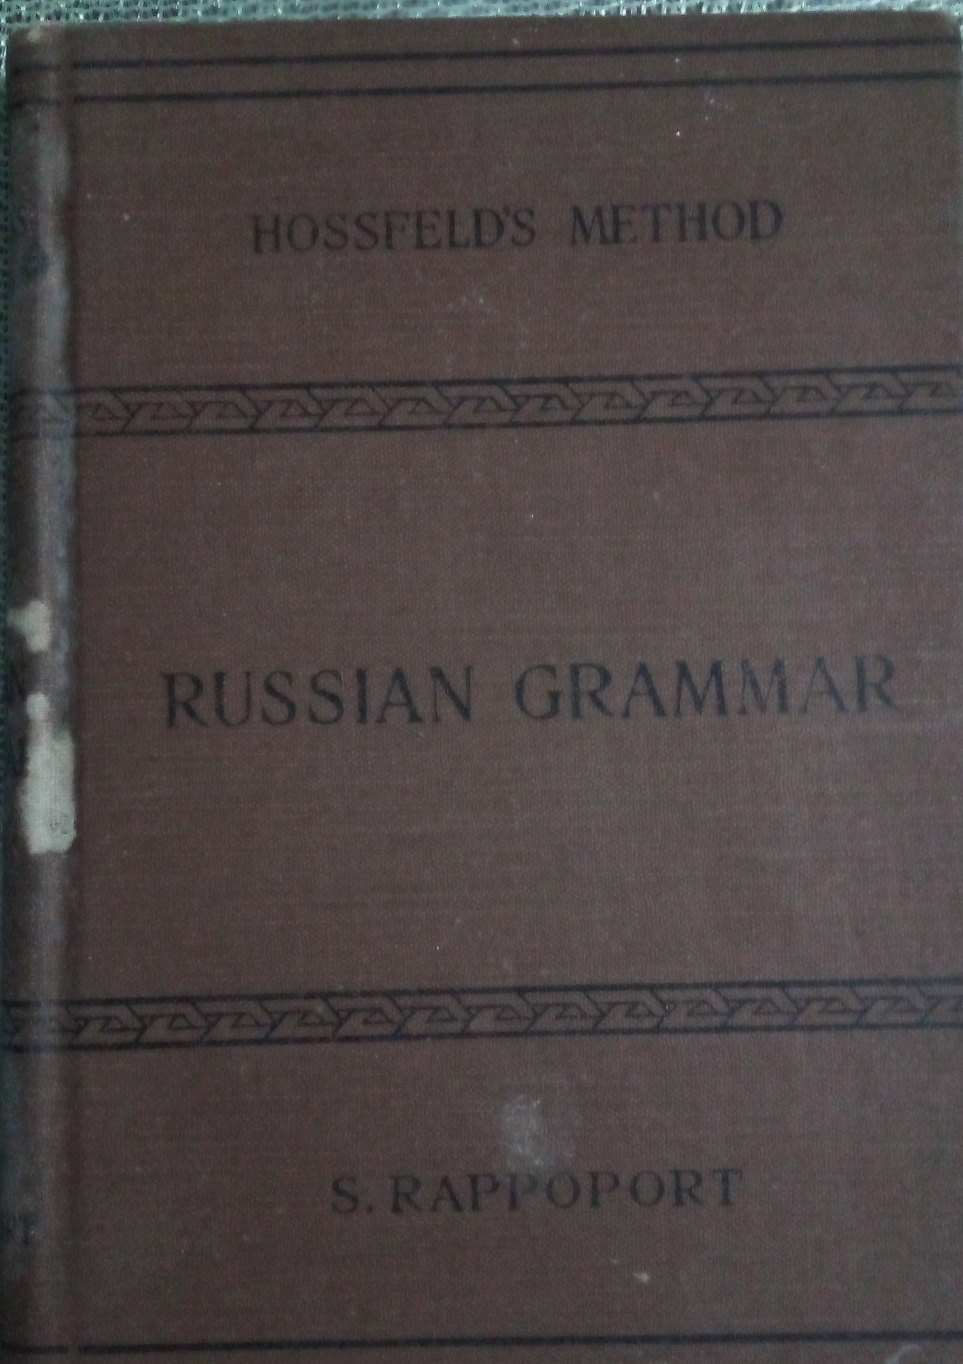 HOSSFELD'S METHOD
RUSSIAN GRAMMAR
S. RAPPOPORT